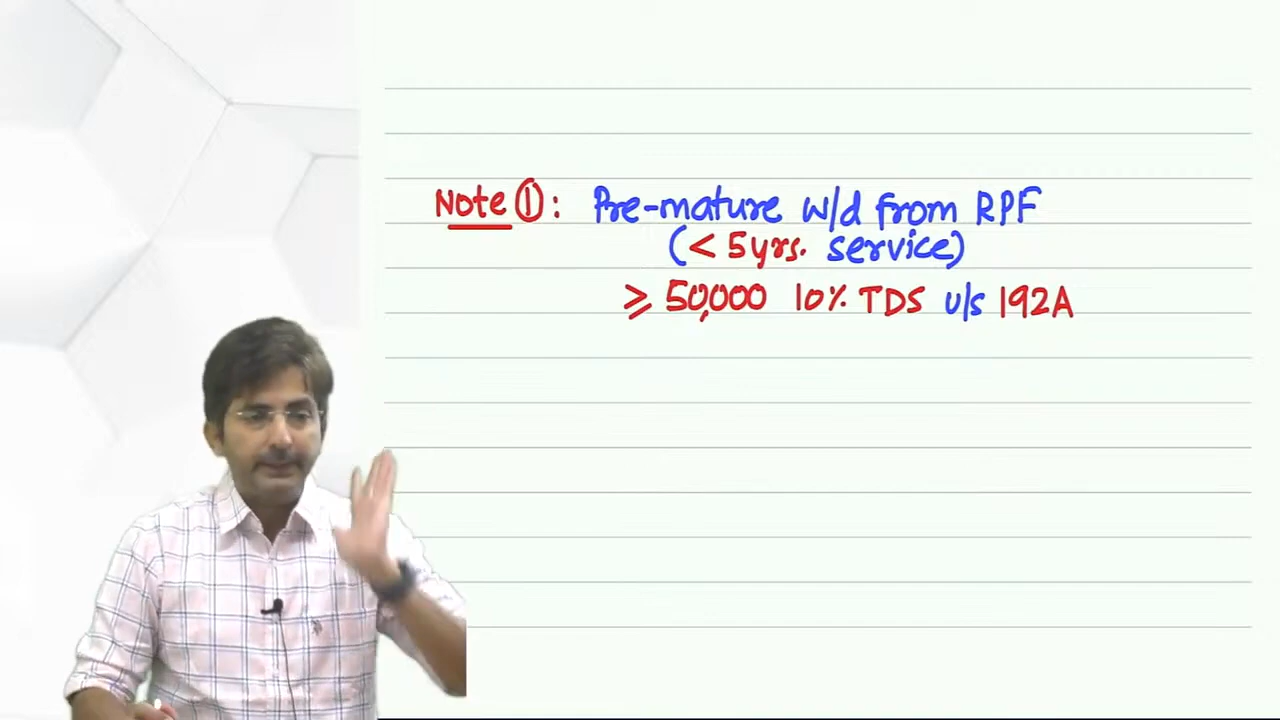 Note ①: Pre-mature w/d from RPF
(< 5yrs. service)
≥ 50,000 10% TDS u/s 192A